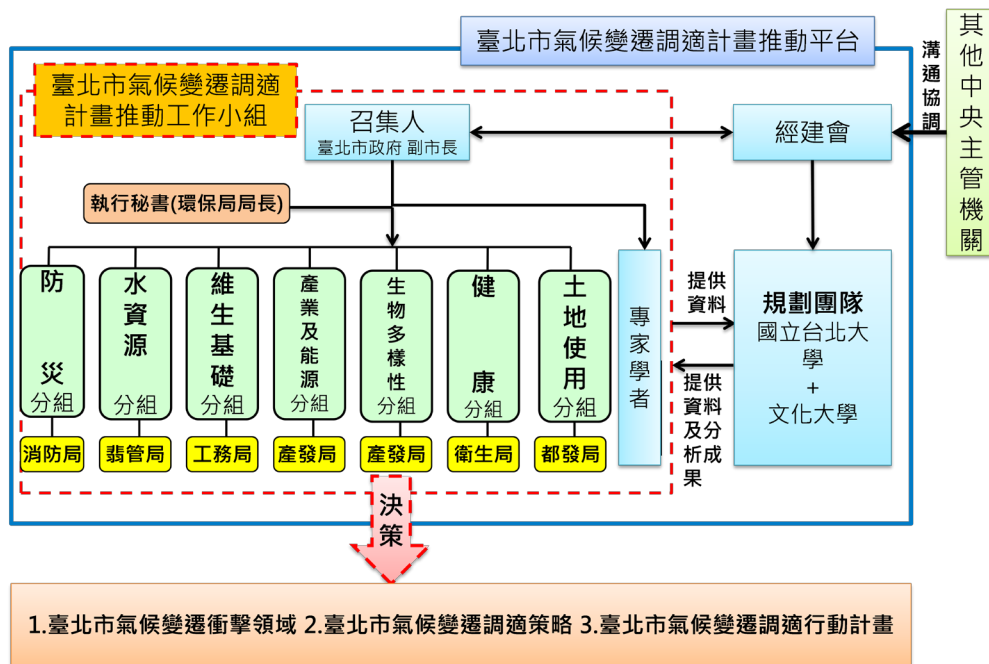 臺北市氣候變遷調適計畫推動平台
其他中央主管機關
溝通協調
臺北市氣候變遷調適
計畫推動工作小組
召集人
臺北市政府 副市長
經建會
執行秘書(環保局局長)
防災
分組
水資源
分組
維生基礎
分組
產業及能源
分組
生物多樣性
分組
健康
分組
土地使用
分組
消防局
翡管局
工務局
產發局
產發局
衛生局
都發局
專家學者
提供
資料
提供
資料
及分
析成
果
規劃團隊
國立台北大
學
+
文化大學
決策
1.臺北市氣候變遷衝擊領域 2.臺北市氣候變遷調適策略 3.臺北市氣候變遷調適行動計畫